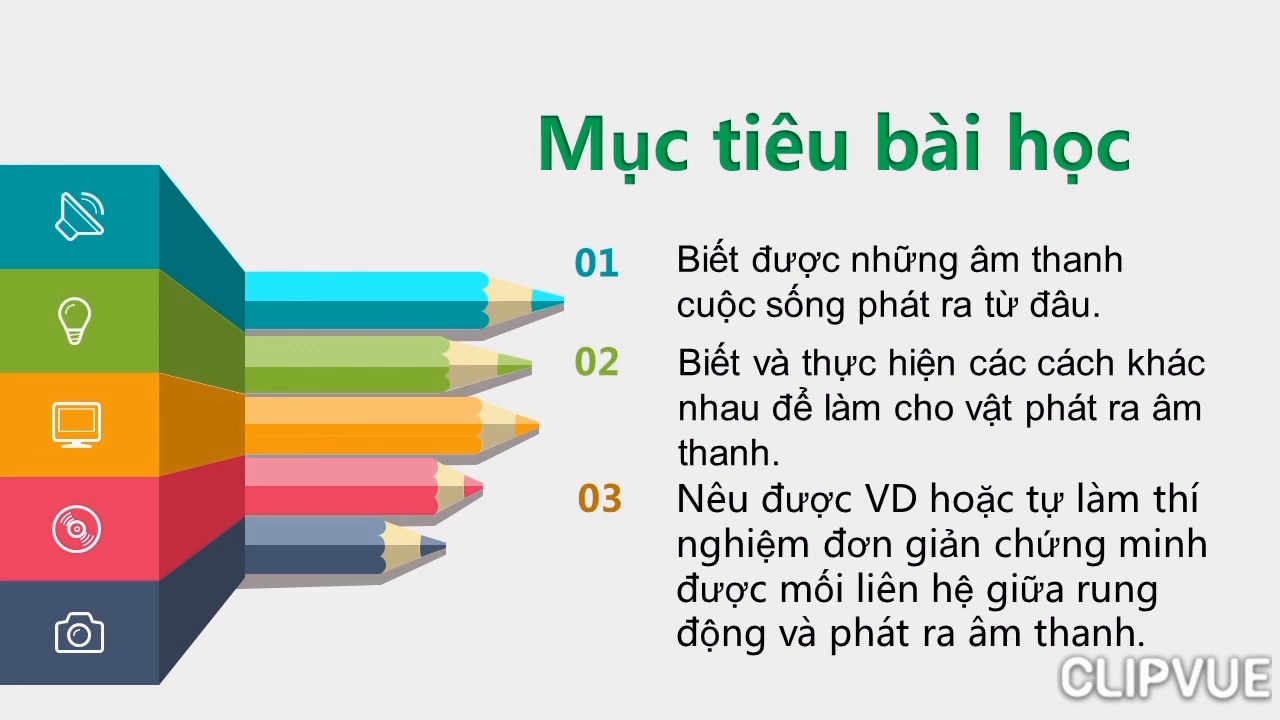 Mục tiêu bài học
01
Biết được những âm thanh
cuộc sống phát ra từ đâu.
02
Biết và thực hiện các cách khác
nhau để làm cho vật phát ra âm
thanh.
03
Nêu được VD hoặc tự làm thí
nghiệm đơn giản chứng minh
được mối liên hệ giữa rung
động và phát ra âm thanh.
CLIPVUE